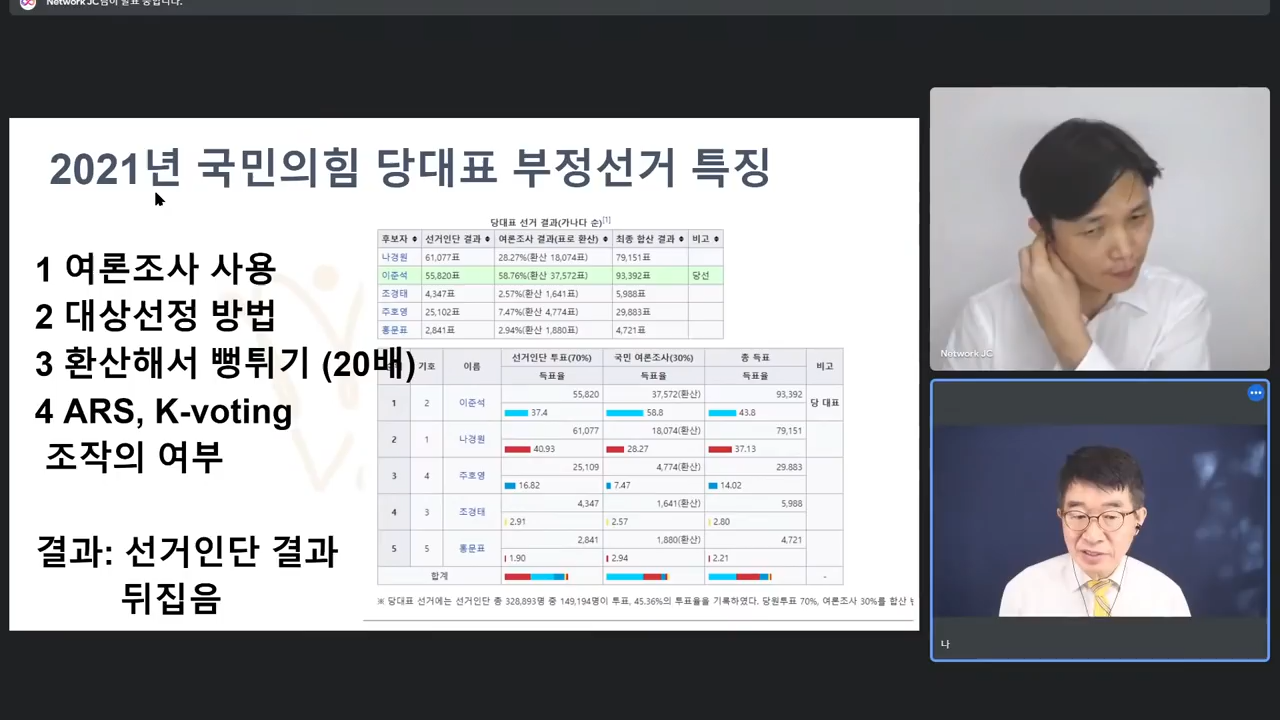 Network JC님이 발표 중입니다.
2021년 국민의힘 당대표 부정선거 특징
1 여론조사 사용
2 대상선정 방법
3 환산해서 뻥튀기 (20배)
4 ARS, K-voting
조작의 여부
결과: 선거인단 결과
뒤집음
당대표 선거 결과(가나다 순)[1]
후보자 선거인단 결과 여론조사 결과(표로 환산) 최종 합산 결과 비고
나경원 61,077표 28.27%(환산 18,074표) 79,151표
이준석 55,820표 58.76%(환산 37,572표) 93,392표 당선
조경태 4,347표 2.57%(환산 1,641표) 5,988표
주호영 25,102표 7.47%(환산 4,774표) 29,883표
홍문표 2,841표 2.94%(환산 1,880표) 4,721표
기호 이름 선거인단 투표(70%) 국민 여론조사(30%) 총 득표 비고
득표율 득표율 득표율
1 2 이준석 55,820 37,572(환산) 93,392 당 대표
37.4 58.8 43.8
2 1 나경원 61,077 18,074(환산) 79,151
40.93 28.27 37.13
3 4 주호영 25,109 4,774(환산) 29.883
16.82 7.47 14.02
4 3 조경태 4,347 1,641(환산) 5,988
2.91 2.57 2.80
5 5 홍문표 2,841 1,880(환산) 4,721
1.90 2.94 2.21
합계 -
※ 당대표 선거에는 선거인단 총 328,893명 중 149,194명이 투표, 45.36%의 투표율을 기록하였다. 당원투표 70%, 여론조사 30%를 합산
Network JC
나